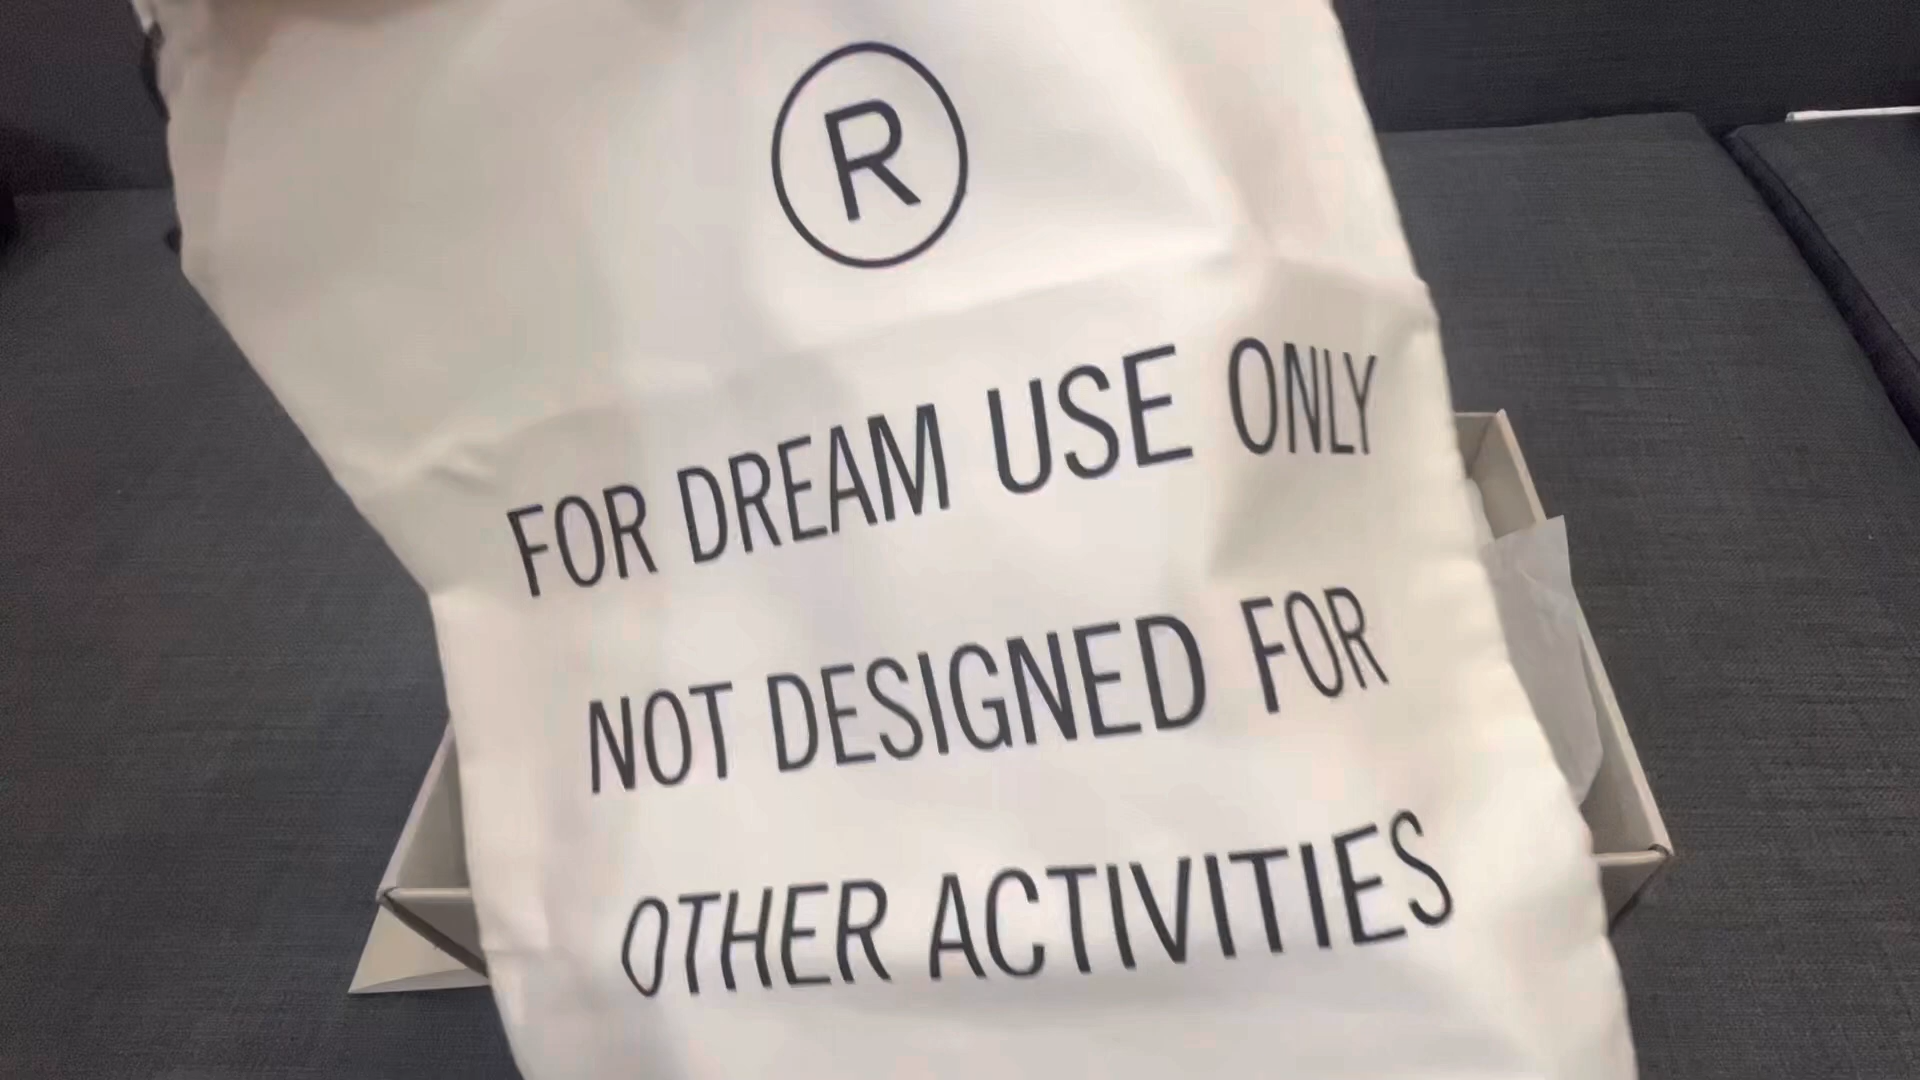 ®
FOR DREAM USE ONLY
NOT DESIGNED FOR
OTHER ACTIVITIES